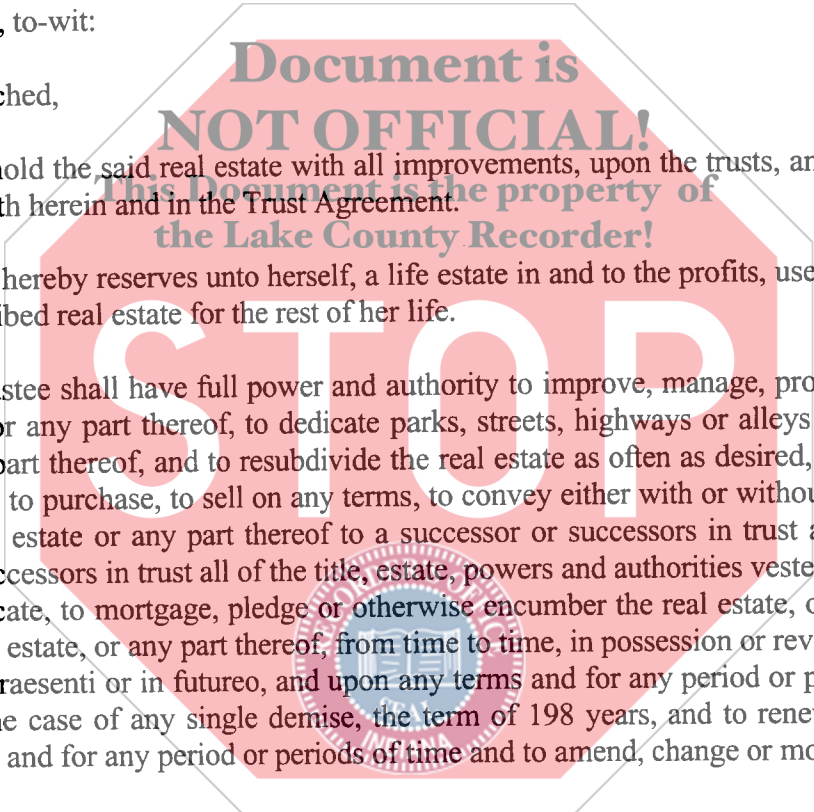 , to-wit:
ched,
Document is
NOT OFFICIAL!
This Document is the property of
the Lake County Recorder!
hold the said real estate with all improvements, upon the trusts, an
th herein and in the Trust Agreement.
hereby reserves unto herself, a life estate in and to the profits, use
ibed real estate for the rest of her life.
STOP
stee shall have full power and authority to improve, manage, pro
or any part thereof, to dedicate parks, streets, highways or alleys
part thereof, and to resubdivide the real estate as often as desired,
to purchase, to sell on any terms, to convey either with or withou
estate or any part thereof to a successor or successors in trust a
ccessors in trust all of the title, estate, powers and authorities veste
cate, to mortgage, pledge or otherwise encumber the real estate, o
estate, or any part thereof, from time to time, in possession or rev
raesenti or in futureo, and upon any terms and for any period or p
ne case of any single demise, the term of 198 years, and to rene
and for any period or periods of time and to amend, change or mo
INDIANA